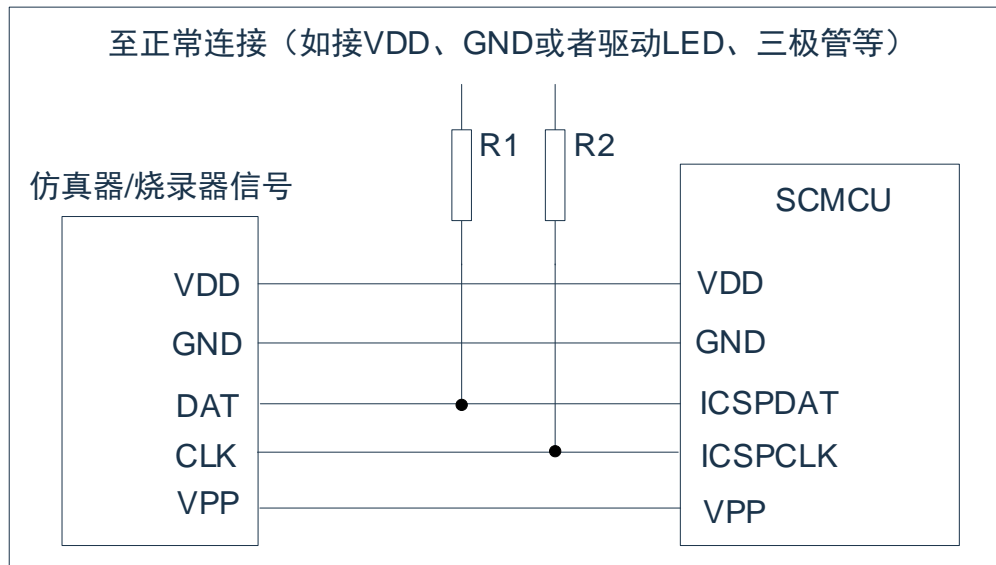 至正常连接（如接VDD、GND或者驱动LED、三极管等）
R1
R2
仿真器/烧录器信号
SCMCU
VDD
VDD
GND
GND
DAT
ICSPDAT
CLK
ICSPCLK
VPP
VPP